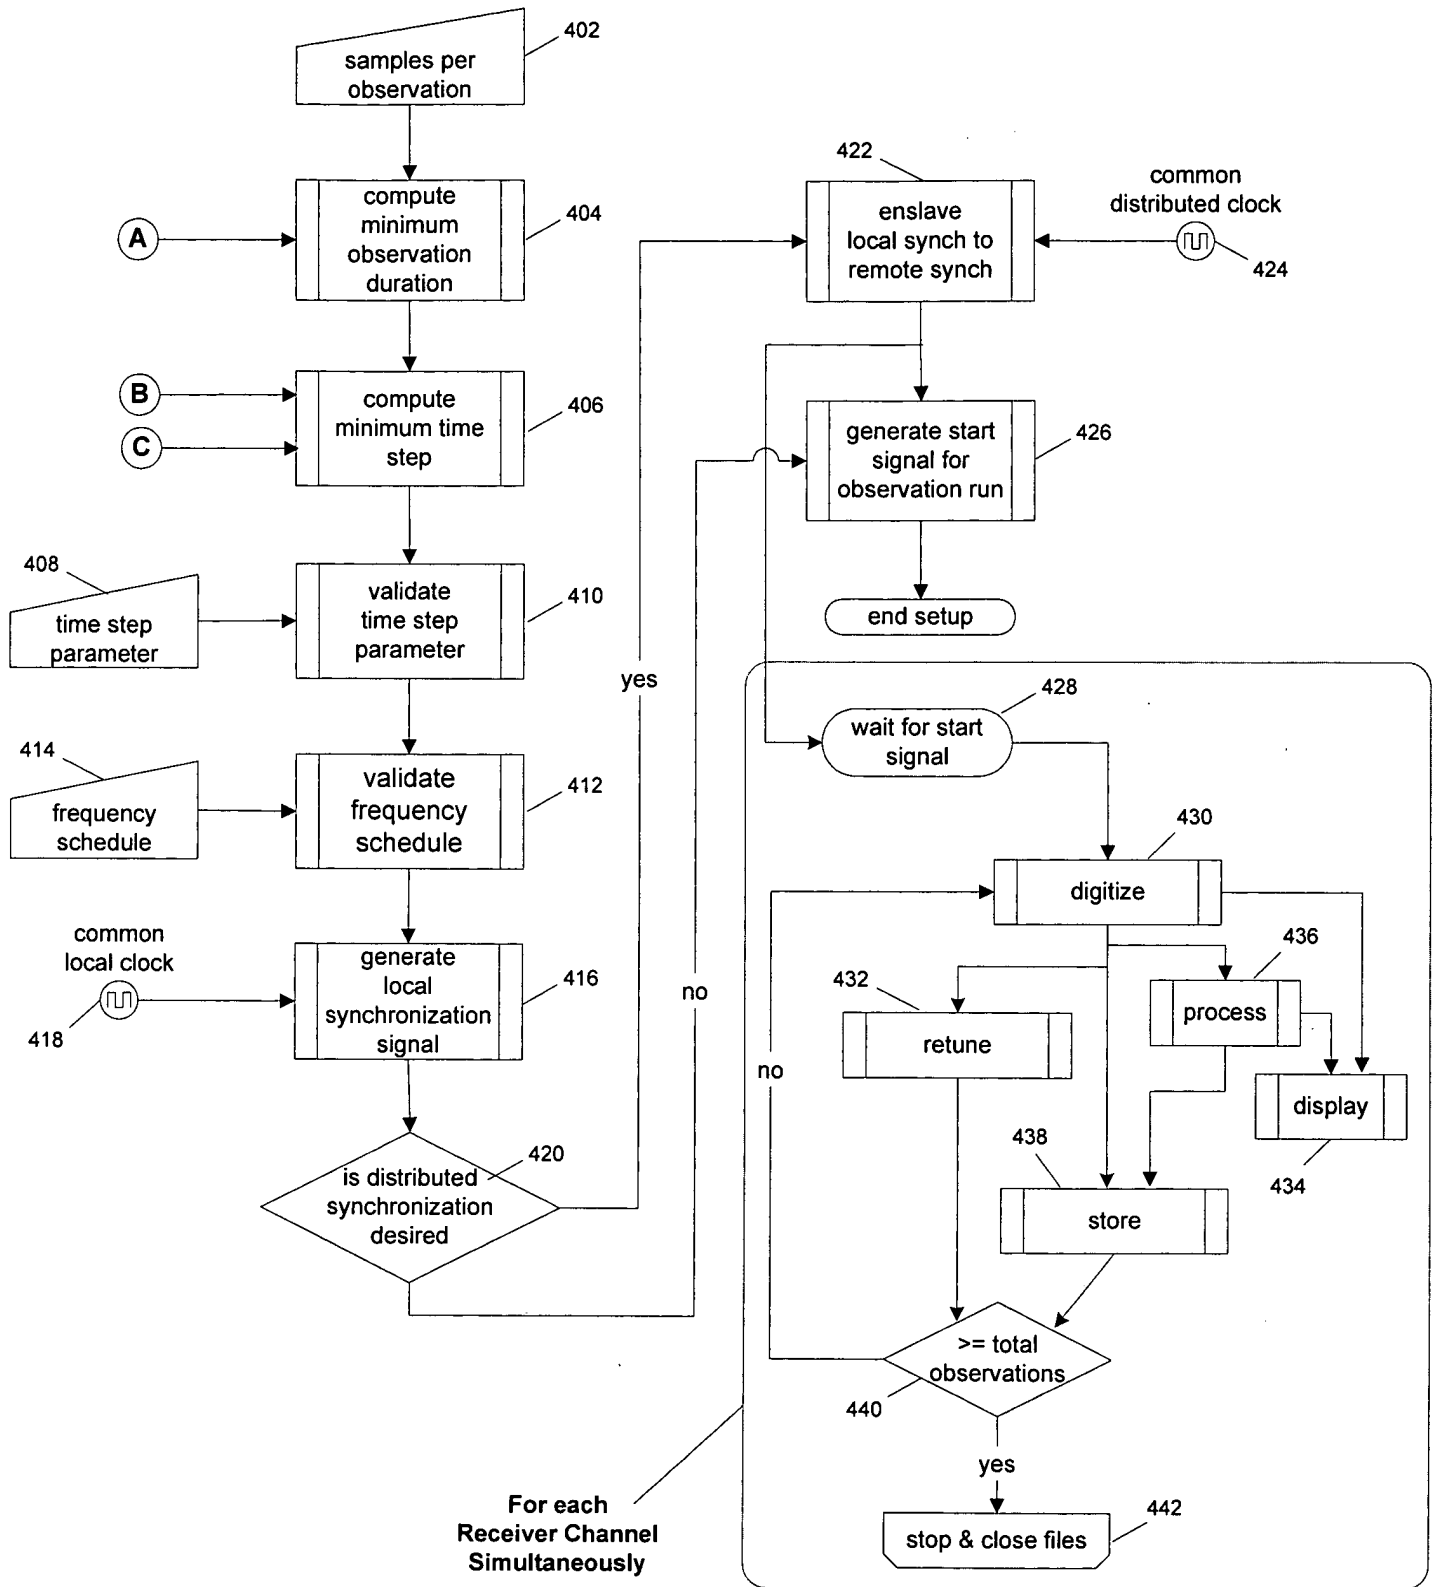 402
samples per
observation
compute
minimum
observation
duration
404
A
B
C
compute
minimum time
step
406
408
time step
parameter
validate
time step
parameter
410
414
frequency
schedule
validate
frequency
schedule
412
common
local clock
418
generate
local
synchronization
signal
416
is distributed
synchronization
desired
420
yes
no
422
enslave
local synch to
remote synch
common
distributed clock
424
generate start
signal for
observation run
426
end setup
wait for start
signal
428
430
digitize
432
retune
436
process
display
434
438
store
no
>= total
observations
440
yes
stop & close files
442
For each
Receiver Channel
Simultaneously